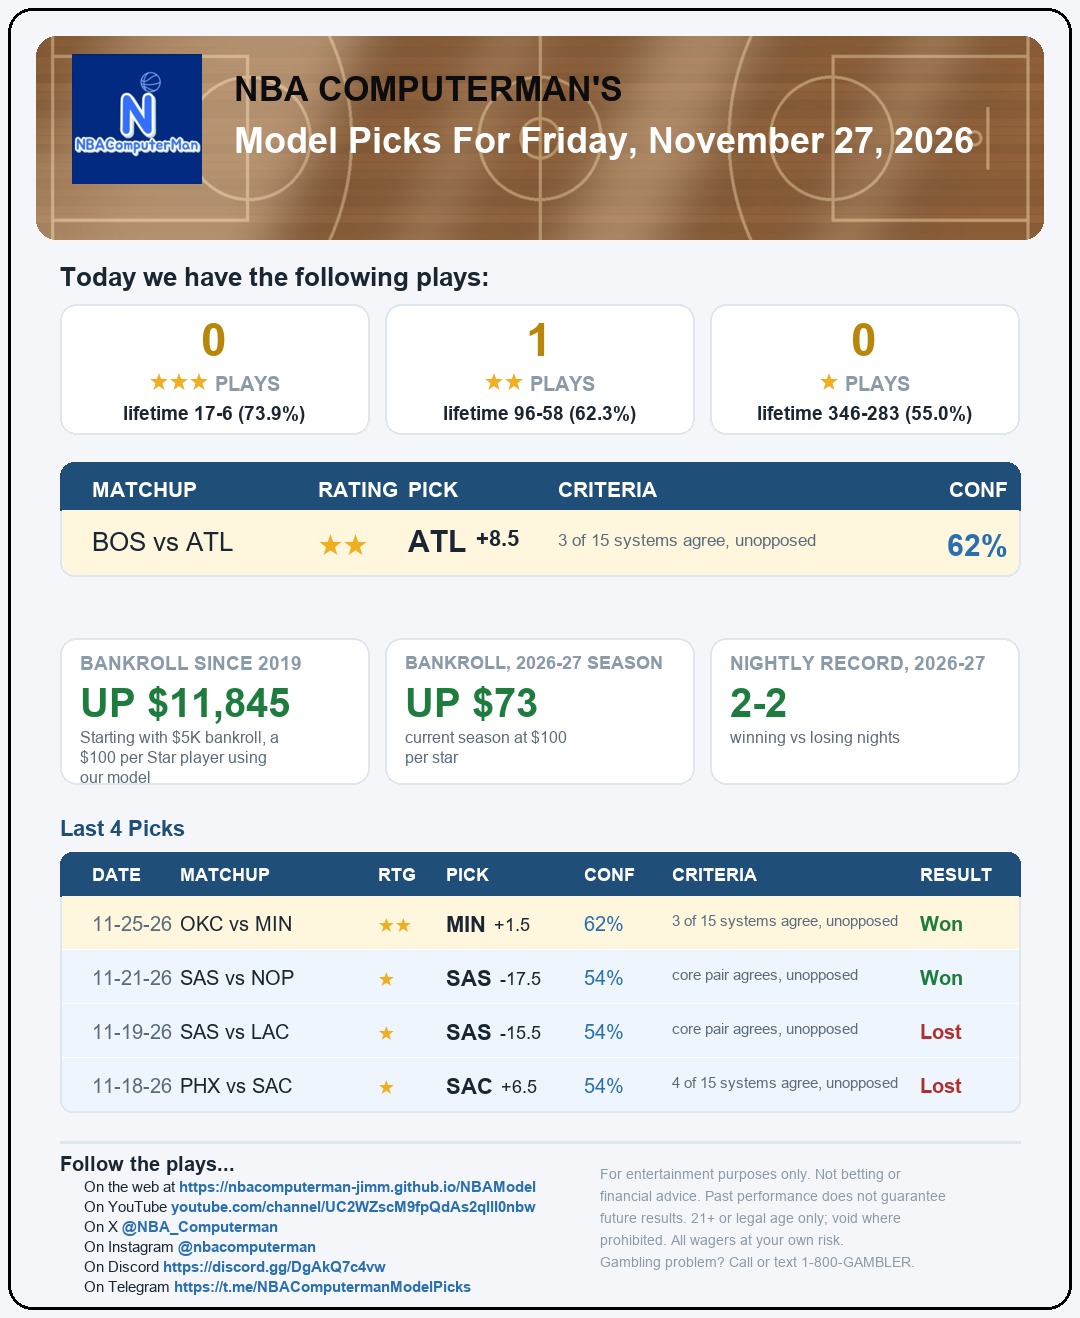 N
NBAComputerMan
NBA COMPUTERMAN'S
Model Picks For Friday, November 27, 2026
Today we have the following plays:
0
★★★ PLAYS
lifetime 17-6 (73.9%)
1
★★ PLAYS
lifetime 96-58 (62.3%)
0
★ PLAYS
lifetime 346-283 (55.0%)
MATCHUP RATING PICK CRITERIA CONF
BOS vs ATL ★★ ATL +8.5 3 of 15 systems agree, unopposed 62%
BANKROLL SINCE 2019
UP $11,845
Starting with $5K bankroll, a
$100 per Star player using
our model
BANKROLL, 2026-27 SEASON
UP $73
current season at $100
per star
NIGHTLY RECORD, 2026-27
2-2
winning vs losing nights
Last 4 Picks
DATE MATCHUP RTG PICK CONF CRITERIA RESULT
11-25-26 OKC vs MIN ★★ MIN +1.5 62% 3 of 15 systems agree, unopposed Won
11-21-26 SAS vs NOP ★ SAS -17.5 54% core pair agrees, unopposed Won
11-19-26 SAS vs LAC ★ SAS -15.5 54% core pair agrees, unopposed Lost
11-18-26 PHX vs SAC ★ SAC +6.5 54% 4 of 15 systems agree, unopposed Lost
Follow the plays...
On the web at https://nbacomputerman-jimm.github.io/NBAModel
On YouTube youtube.com/channel/UC2WZscM9fpQdAs2qlll0nbw
On X @NBA_Computerman
On Instagram @nbacomputerman
On Discord https://discord.gg/DgAkQ7c4vw
On Telegram https://t.me/NBAComputermanModelPicks
For entertainment purposes only. Not betting or
financial advice. Past performance does not guarantee
future results. 21+ or legal age only; void where
prohibited. All wagers at your own risk.
Gambling problem? Call or text 1-800-GAMBLER.